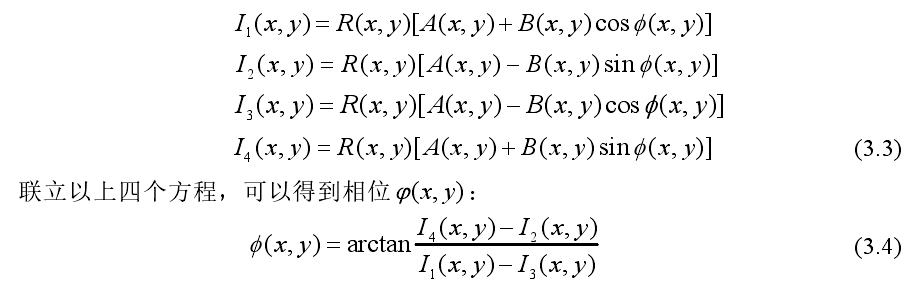 I₁(x, y) = R(x, y)[A(x, y) + B(x, y) cos ϕ(x, y)]
I₂(x, y) = R(x, y)[A(x, y) − B(x, y) sin ϕ(x, y)]
I₃(x, y) = R(x, y)[A(x, y) − B(x, y) cos ϕ(x, y)]
I₄(x, y) = R(x, y)[A(x, y) + B(x, y) sin ϕ(x, y)] (3.3)
联立以上四个方程，可以得到相位φ(x, y)：
ϕ(x, y) = arctan \frac{I₄(x, y) − I₂(x, y)}{I₁(x, y) − I₃(x, y)} (3.4)